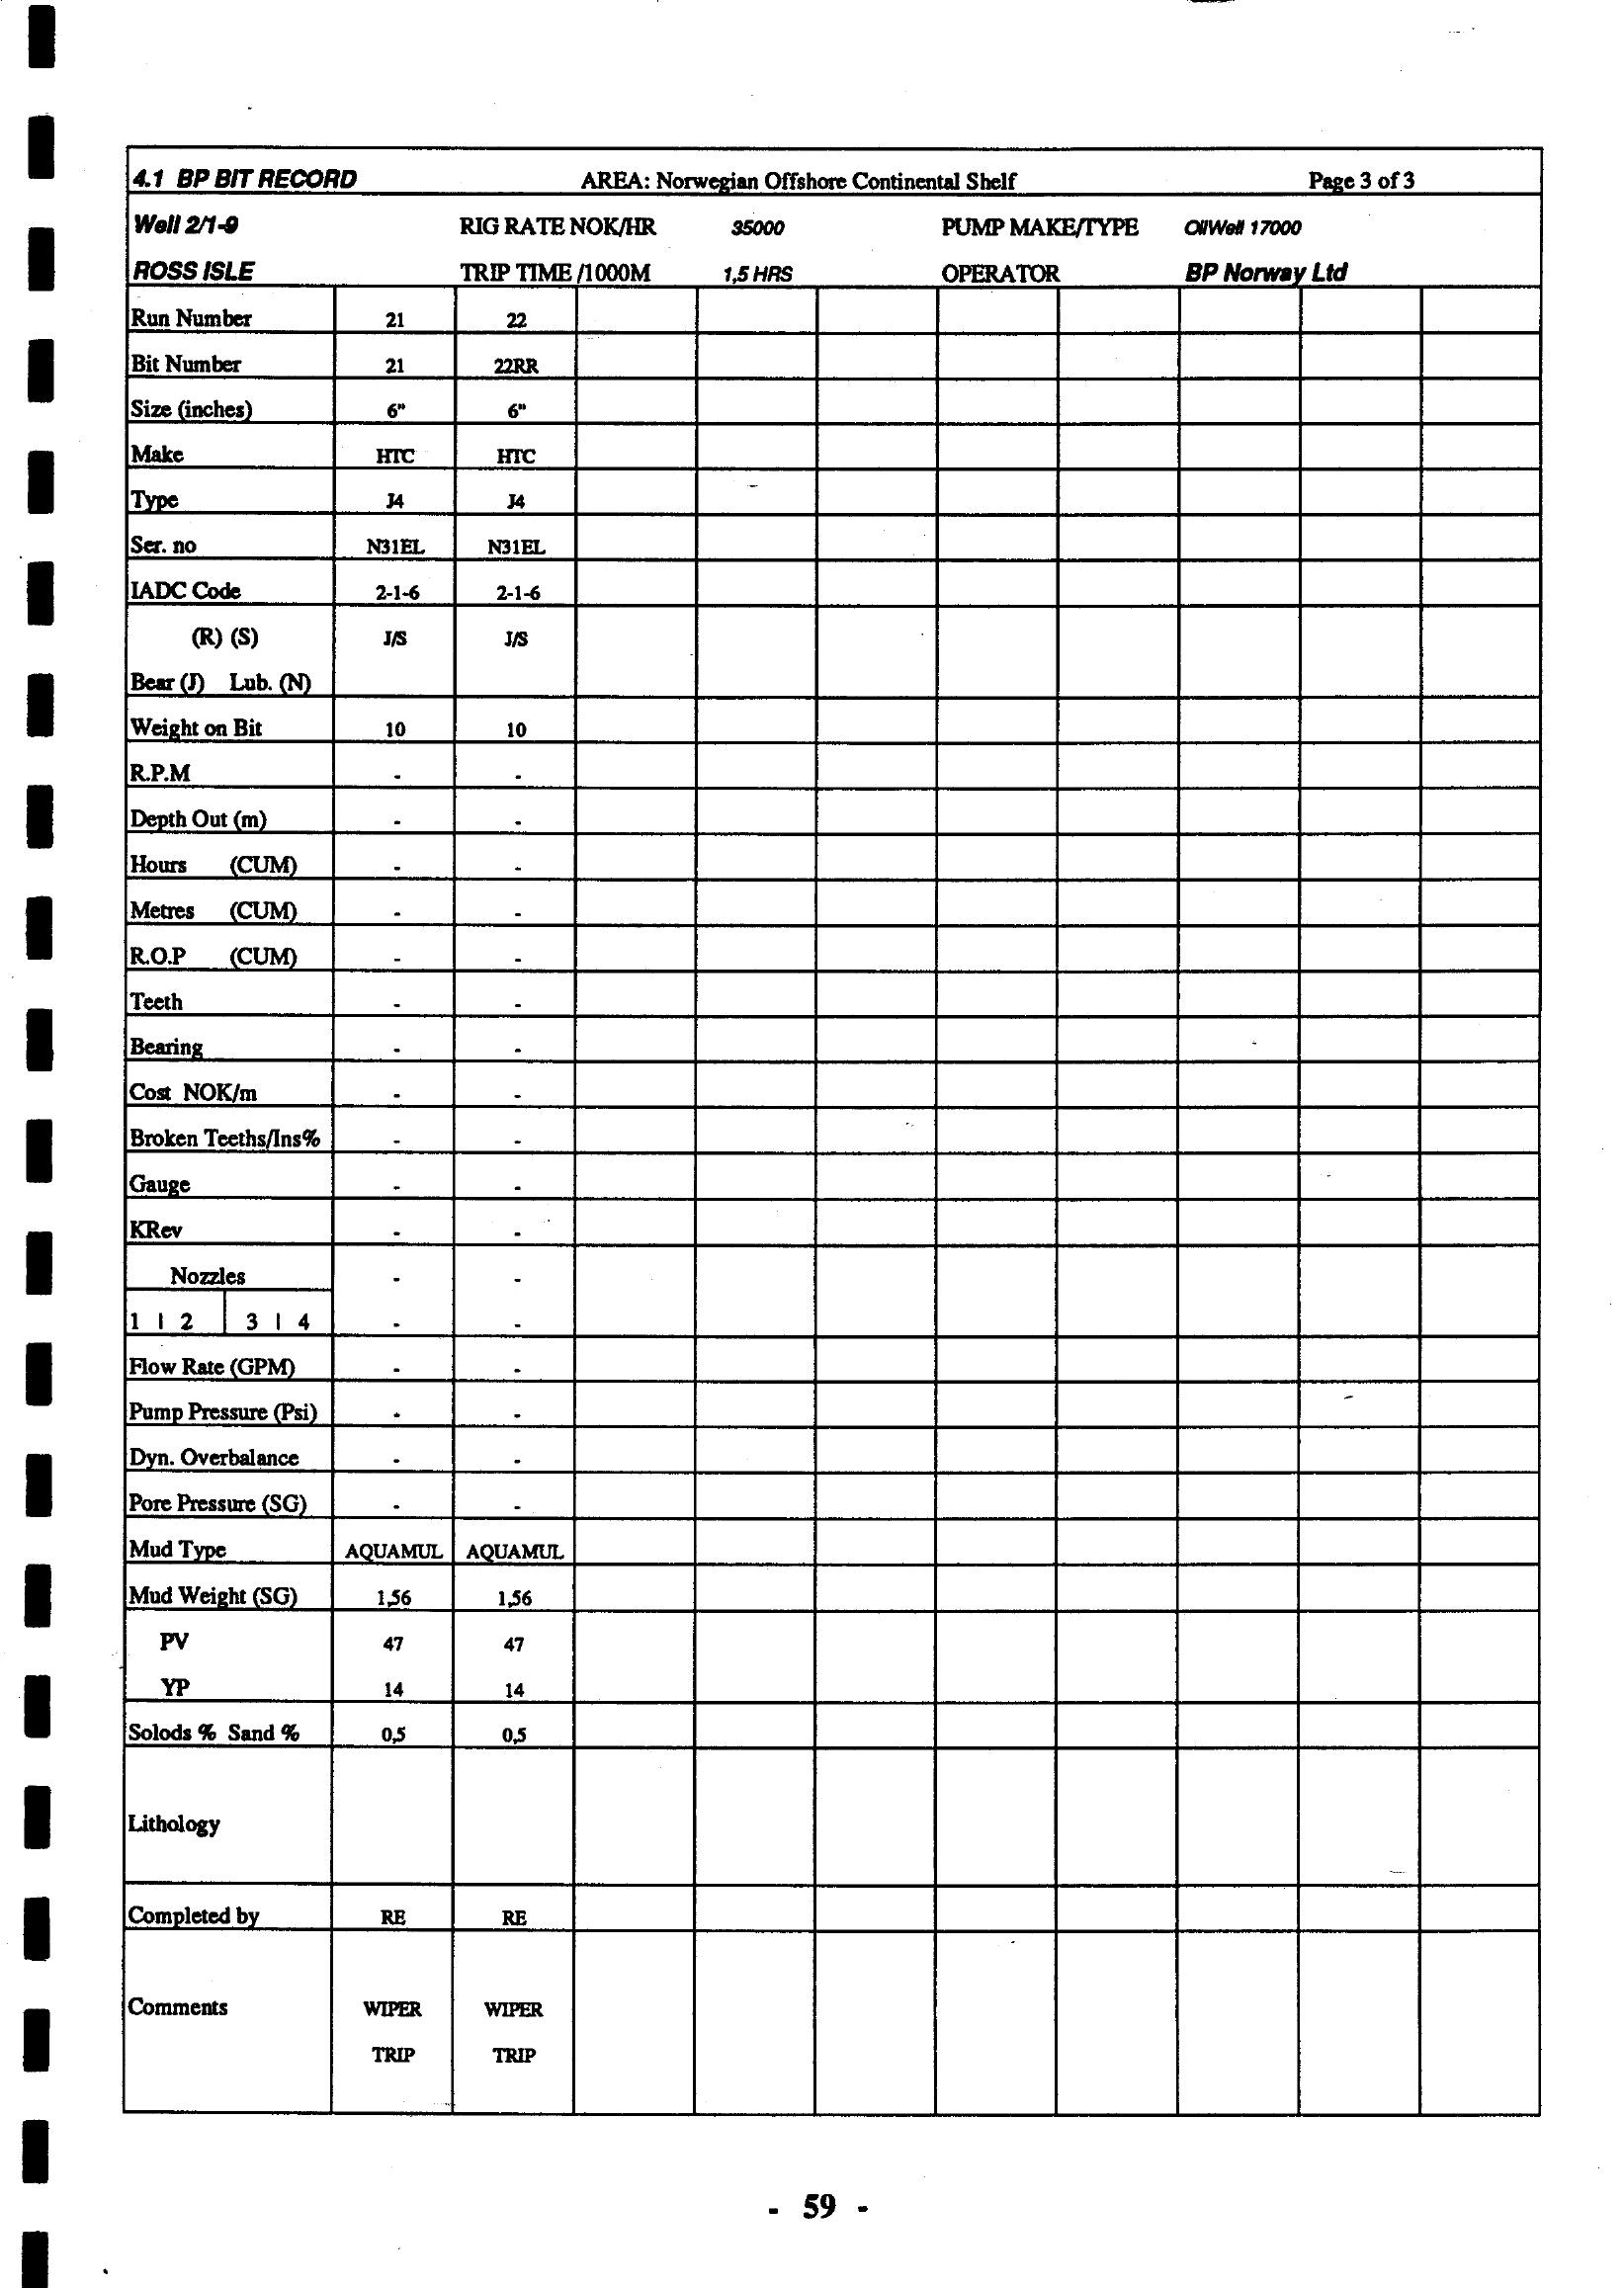 4.1 BP BIT RECORD AREA: Norwegian Offshore Continental Shelf Page 3 of 3
Well 2/1-9 RIG RATE NOK/HR 35000 PUMP MAKE/TYPE OilWell 17000
ROSS ISLE TRIP TIME /1000M 1,5 HRS OPERATOR BP Norway Ltd
Run Number 21 22
Bit Number 21 22RR
Size (inches) 6" 6"
Make HTC HTC
Type J4 J4
Ser. no N31EL N31EL
IADC Code 2-1-6 2-1-6
(R) (S) J/S J/S
Bear (J) Lub. (N)
Weight on Bit 10 10
R.P.M - -
Depth Out (m) - -
Hours (CUM) - -
Metres (CUM) - -
R.O.P (CUM) - -
Teeth - -
Bearing - -
Cost NOK/m - -
Broken Teeths/Ins% - -
Gauge - -
KRev - -
Nozzles - -
1 | 2 3 | 4 - -
Flow Rate (GPM) - -
Pump Pressure (Psi) - -
Dyn. Overbalance - -
Pore Pressure (SG) - -
Mud Type AQUAMUL AQUAMUL
Mud Weight (SG) 1,56 1,56
PV 47 47
YP 14 14
Solods % Sand % 0,5 0,5
Lithology
Completed by RE RE
Comments WIPER WIPER
TRIP TRIP
- 59 -